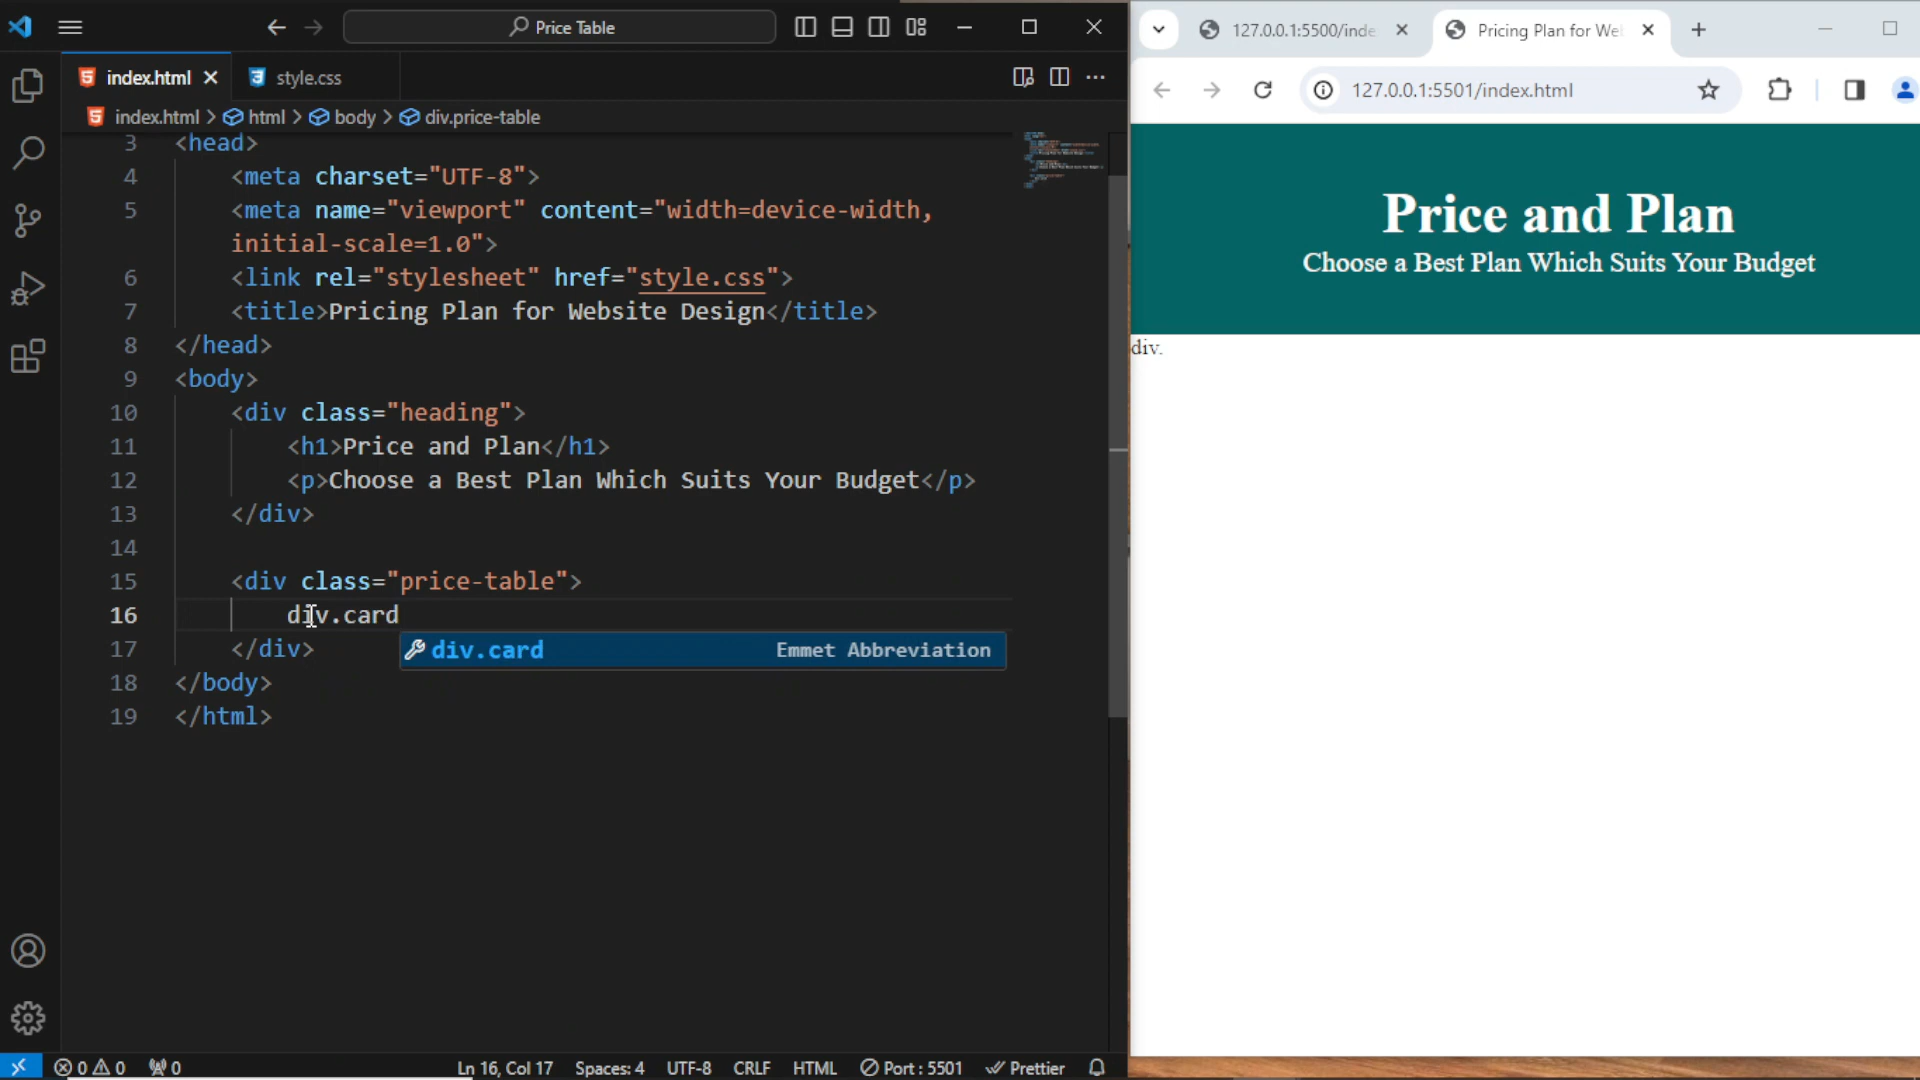 Price Table
index.html
style.css
index.html > html > body > div.price-table
3 <head>
4 <meta charset="UTF-8">
5 <meta name="viewport" content="width=device-width,
initial-scale=1.0">
6 <link rel="stylesheet" href="style.css">
7 <title>Pricing Plan for Website Design</title>
8 </head>
9 <body>
10 <div class="heading">
11 <h1>Price and Plan</h1>
12 <p>Choose a Best Plan Which Suits Your Budget</p>
13 </div>
14
15 <div class="price-table">
16 div.card
div.card Emmet Abbreviation
17 </div>
18 </body>
19 </html>
0 0 0 Ln 16, Col 17 Spaces: 4 UTF-8 CRLF HTML Port : 5501 Prettier
127.0.0.1:5500/inde
Pricing Plan for We
127.0.0.1:5501/index.html
Price and Plan
Choose a Best Plan Which Suits Your Budget
div.